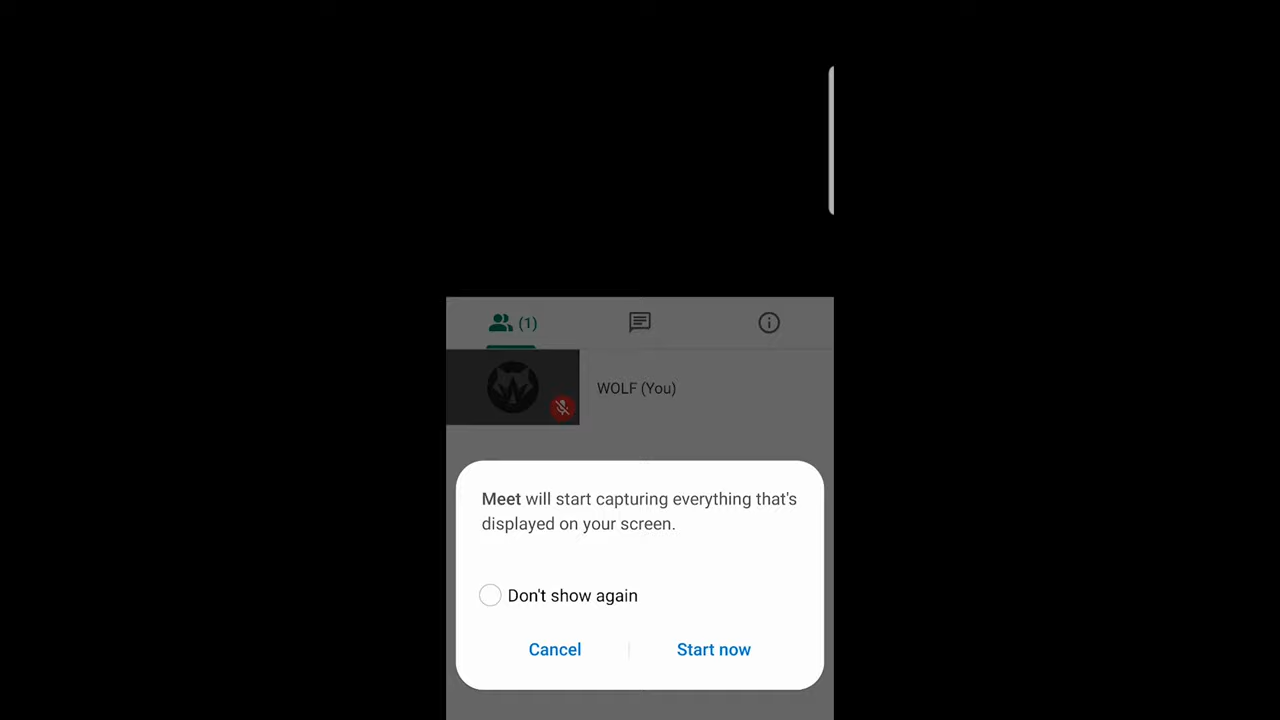 (1)
WOLF (You)
Meet will start capturing everything that's
displayed on your screen.
Don't show again
Cancel
Start now